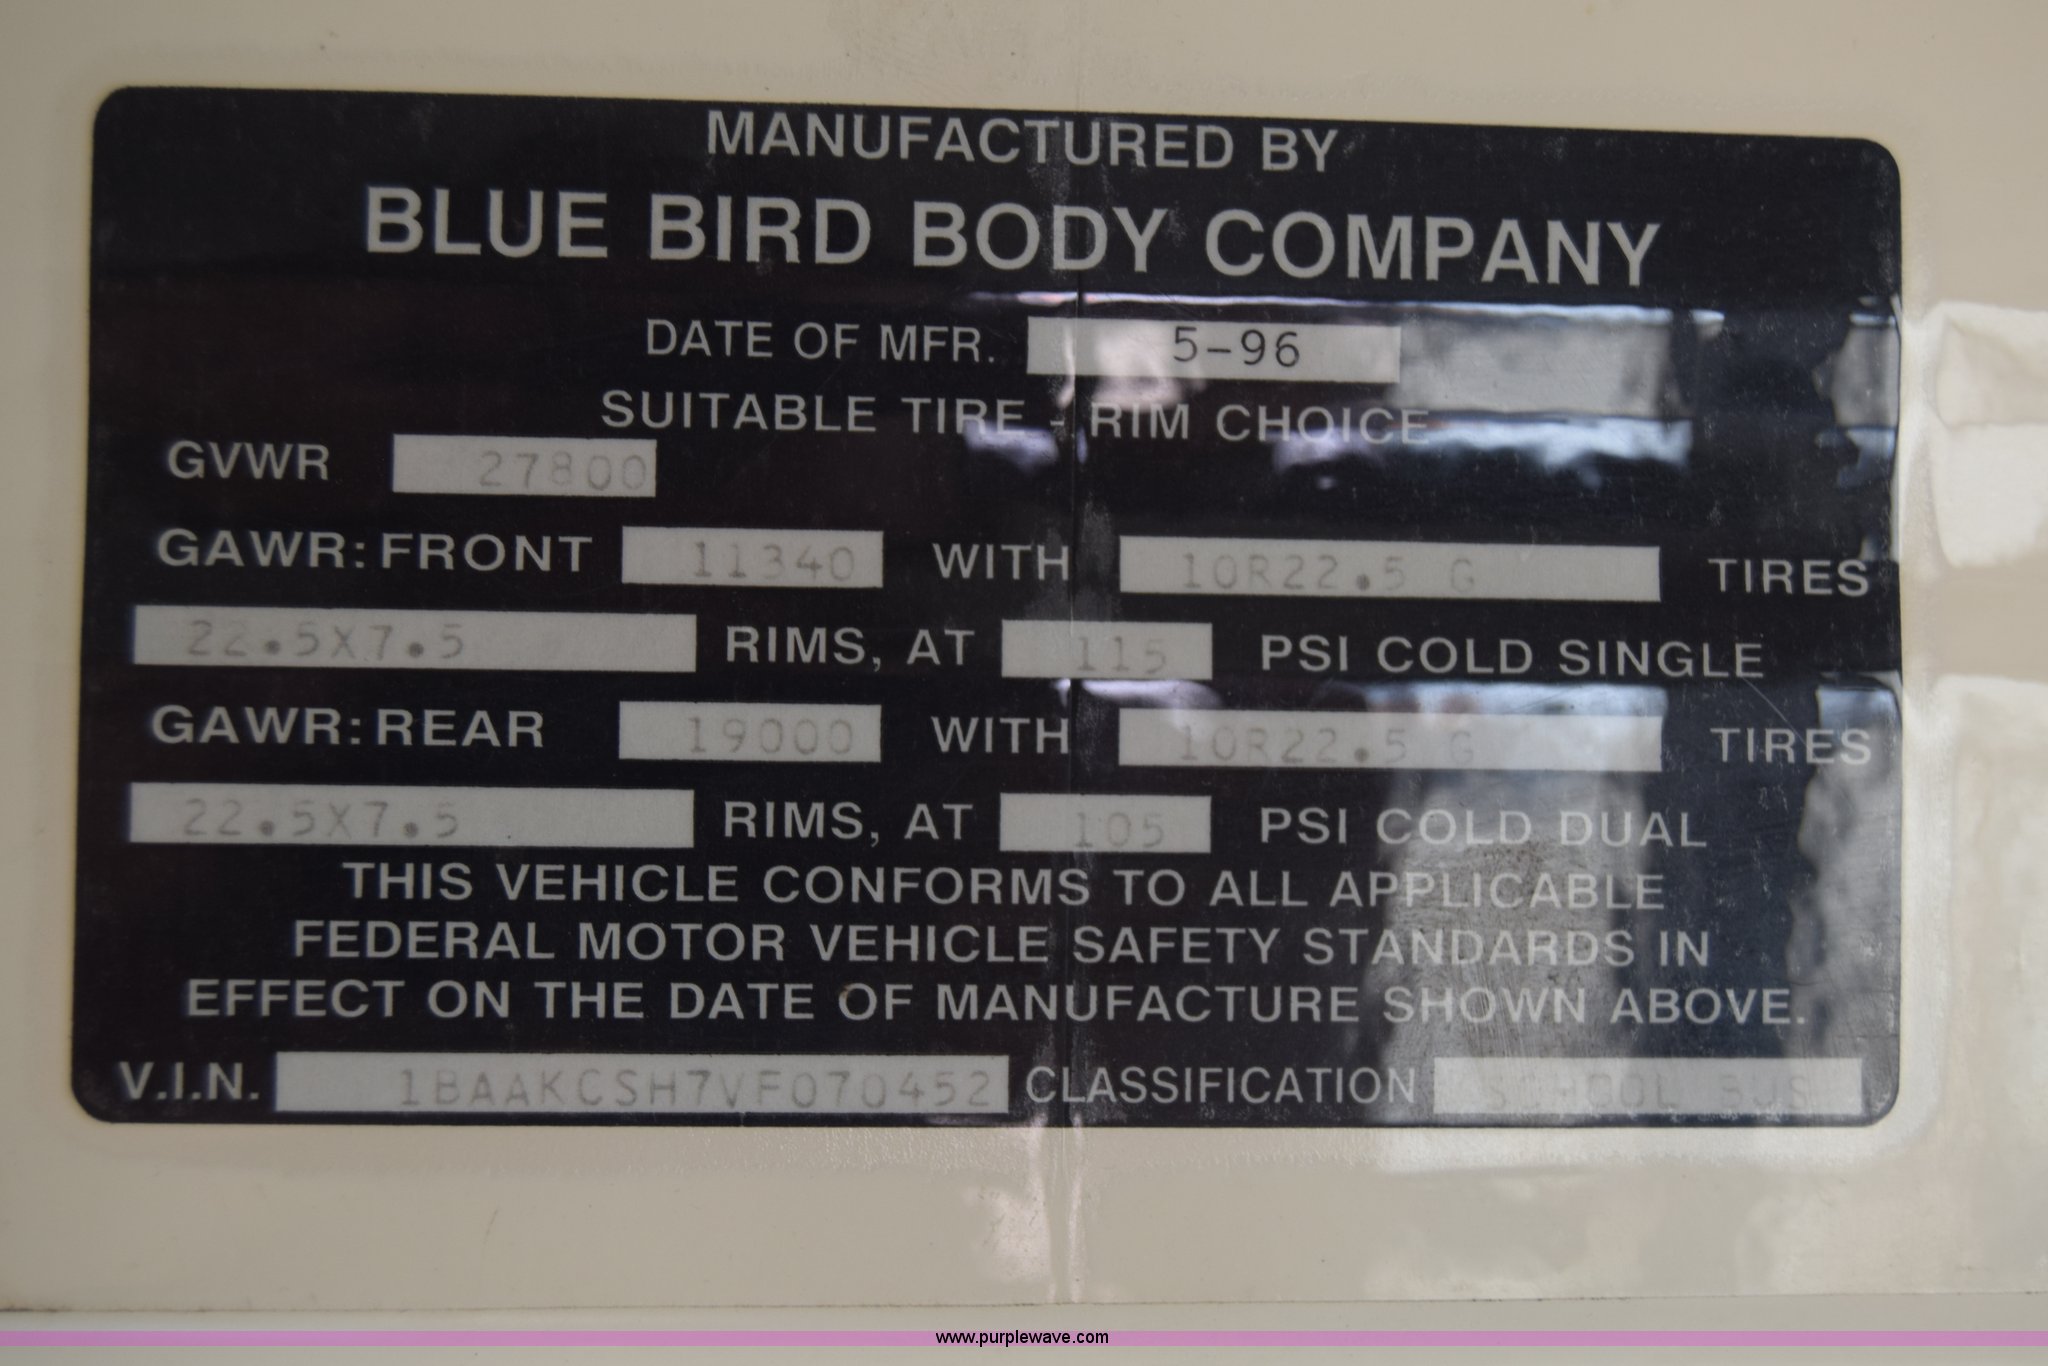 MANUFACTURED BY
BLUE BIRD BODY COMPANY
DATE OF MFR. 5-96
SUITABLE TIRE - RIM CHOICE
GVWR 27800
GAWR: FRONT 11340 WITH 10R22.5 G TIRES
22.5X7.5 RIMS, AT 115 PSI COLD SINGLE
GAWR: REAR 19000 WITH 10R22.5 G TIRES
22.5X7.5 RIMS, AT 105 PSI COLD DUAL
THIS VEHICLE CONFORMS TO ALL APPLICABLE
FEDERAL MOTOR VEHICLE SAFETY STANDARDS IN
EFFECT ON THE DATE OF MANUFACTURE SHOWN ABOVE.
V.I.N. 1BAAKCSH7VF070452 CLASSIFICATION SCHOOL BUS
www.purplewave.com